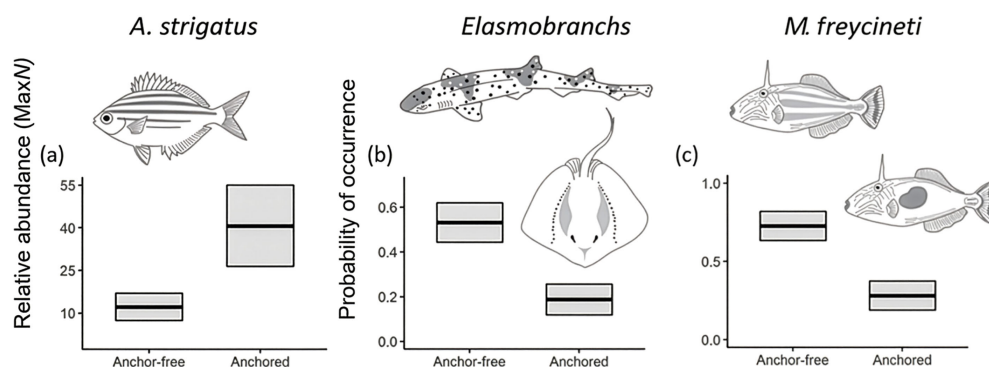 A. strigatus
Elasmobranchs
M. freycineti
Relative abundance (MaxN)
(a)
55
40
25
10
Anchor-free
Anchored
Probability of occurrence
(b)
0.6
0.4
0.2
0.0
Anchor-free
Anchored
(c)
1.0
0.5
0.0
Anchor-free
Anchored